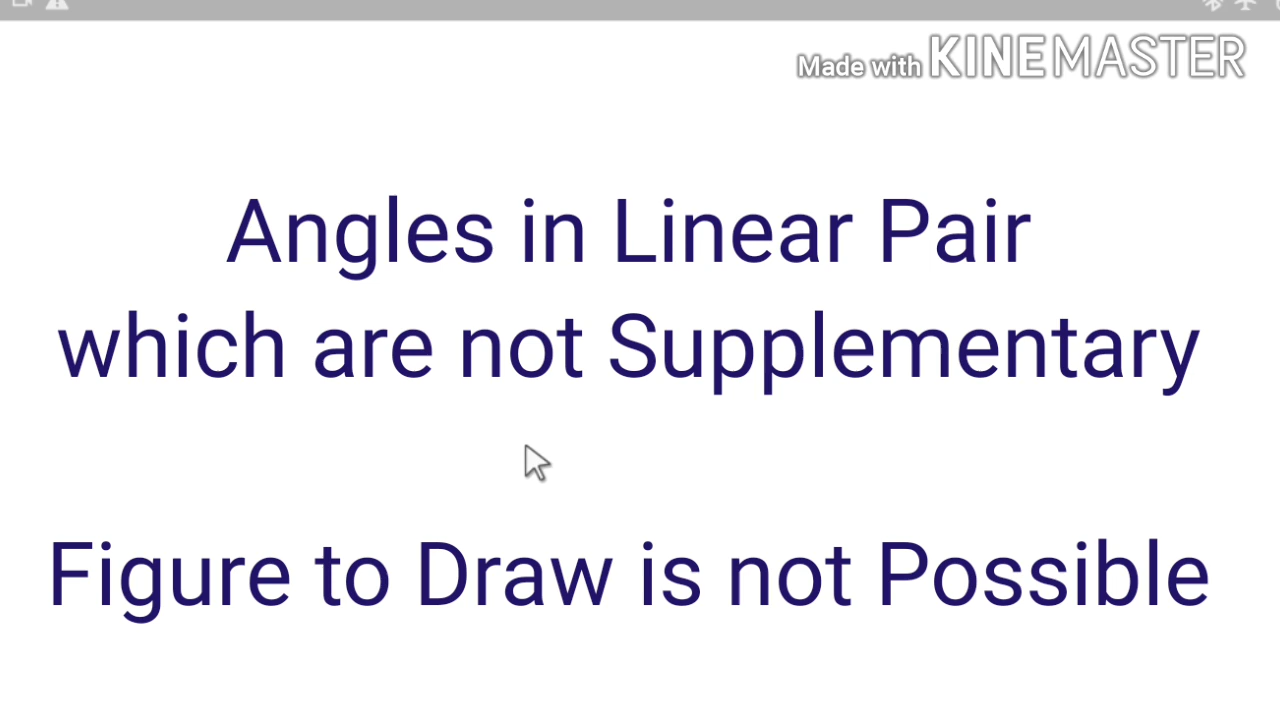 Made with KINEMASTER
Angles in Linear Pair
which are not Supplementary
Figure to Draw is not Possible